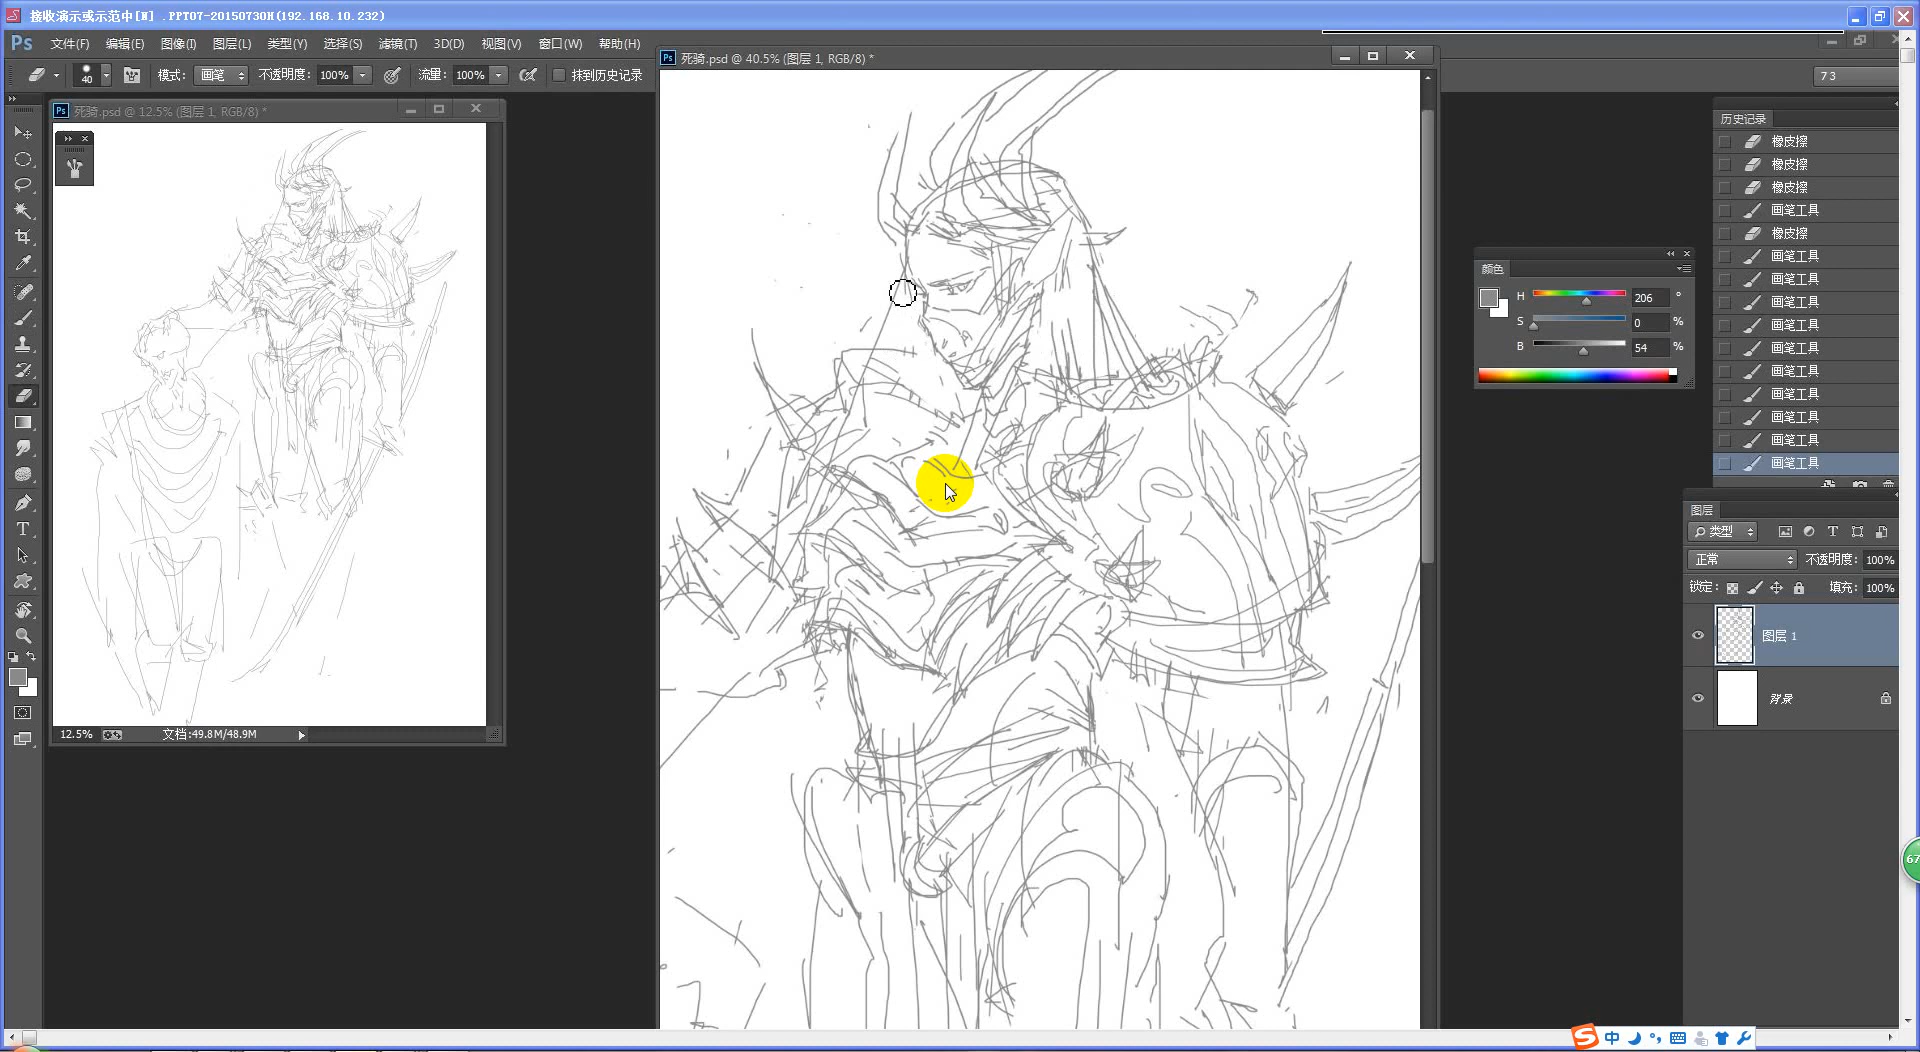 接收演示或示范中[N] .PPT07-20150730H(192.168.10.232)
Ps 文件(F) 编辑(E) 图像(I) 图层(L) 类型(Y) 选择(S) 滤镜(T) 3D(D) 视图(V) 窗口(W) 帮助(H)
40 模式: 画笔 不透明度: 100% 流量: 100% 抹到历史记录
7 3
Ps 死骑.psd @ 12.5% (图层 1, RGB/8) *
12.5% 文档:49.8M/48.9M
Ps 死骑.psd @ 40.5% (图层 1, RGB/8) *
颜色
H 206 °
S 0 %
B 54 %
历史记录
橡皮擦
橡皮擦
橡皮擦
画笔工具
橡皮擦
画笔工具
画笔工具
画笔工具
画笔工具
画笔工具
画笔工具
画笔工具
画笔工具
画笔工具
画笔工具
图层
类型
正常 不透明度: 100%
锁定: 填充: 100%
图层 1
背景
67
中